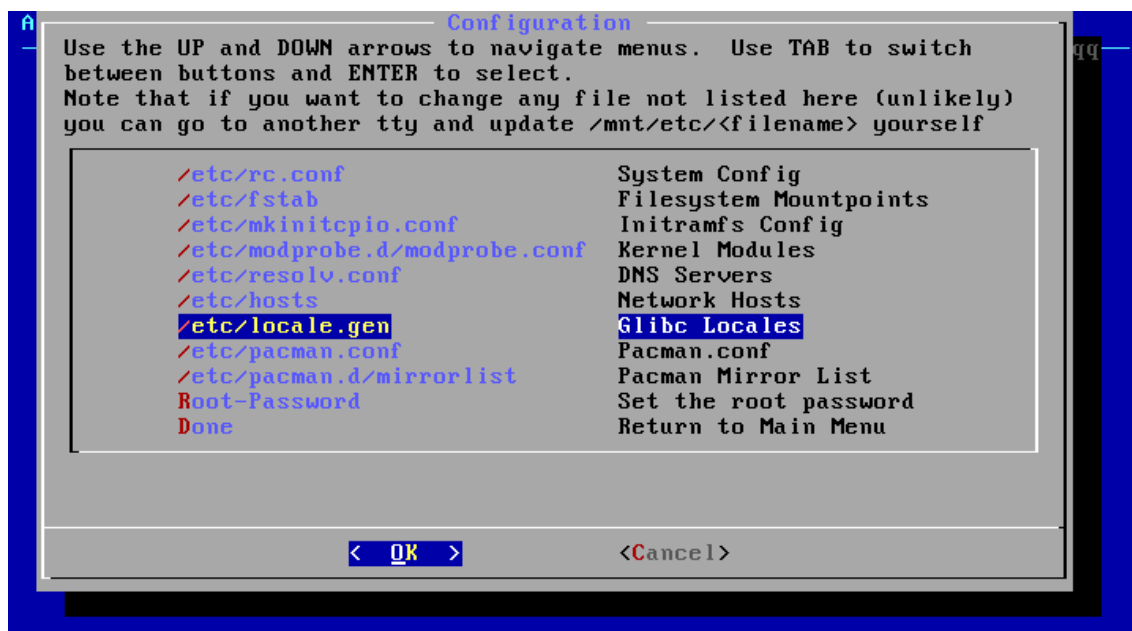 A
Configuration
Use the UP and DOWN arrows to navigate menus.  Use TAB to switch
between buttons and ENTER to select.
Note that if you want to change any file not listed here (unlikely)
you can go to another tty and update /mnt/etc/<filename> yourself
qq
/etc/rc.conf System Config
/etc/fstab Filesystem Mountpoints
/etc/mkinitcpio.conf Initramfs Config
/etc/modprobe.d/modprobe.conf Kernel Modules
/etc/resolv.conf DNS Servers
/etc/hosts Network Hosts
/etc/locale.gen Glibc Locales
/etc/pacman.conf Pacman.conf
/etc/pacman.d/mirrorlist Pacman Mirror List
Root-Password Set the root password
Done Return to Main Menu
< OK > <Cancel>